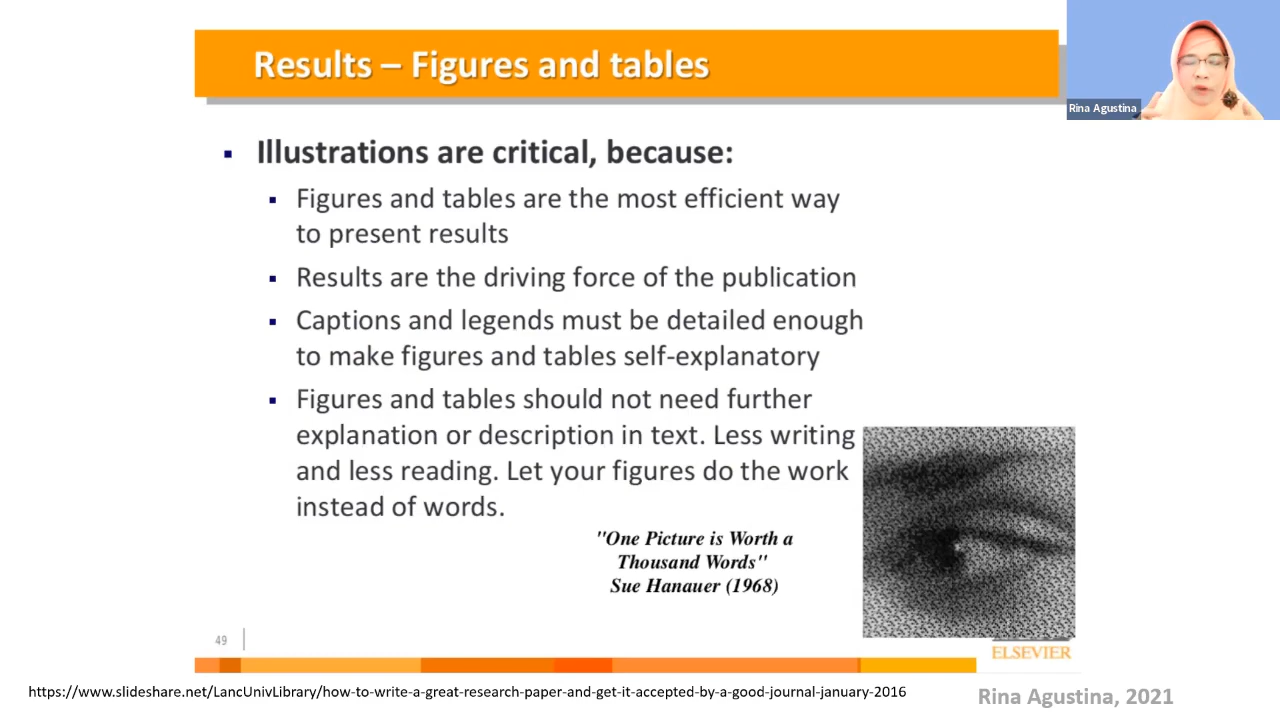 Results – Figures and tables
Rina Agustina
▪ Illustrations are critical, because:
▪ Figures and tables are the most efficient way
to present results
▪ Results are the driving force of the publication
▪ Captions and legends must be detailed enough
to make figures and tables self-explanatory
▪ Figures and tables should not need further
explanation or description in text. Less writing
and less reading. Let your figures do the work
instead of words.
"One Picture is Worth a
Thousand Words"
Sue Hanauer (1968)
49
ELSEVIER
https://www.slideshare.net/LancUnivLibrary/how-to-write-a-great-research-paper-and-get-it-accepted-by-a-good-journal-january-2016
Rina Agustina, 2021